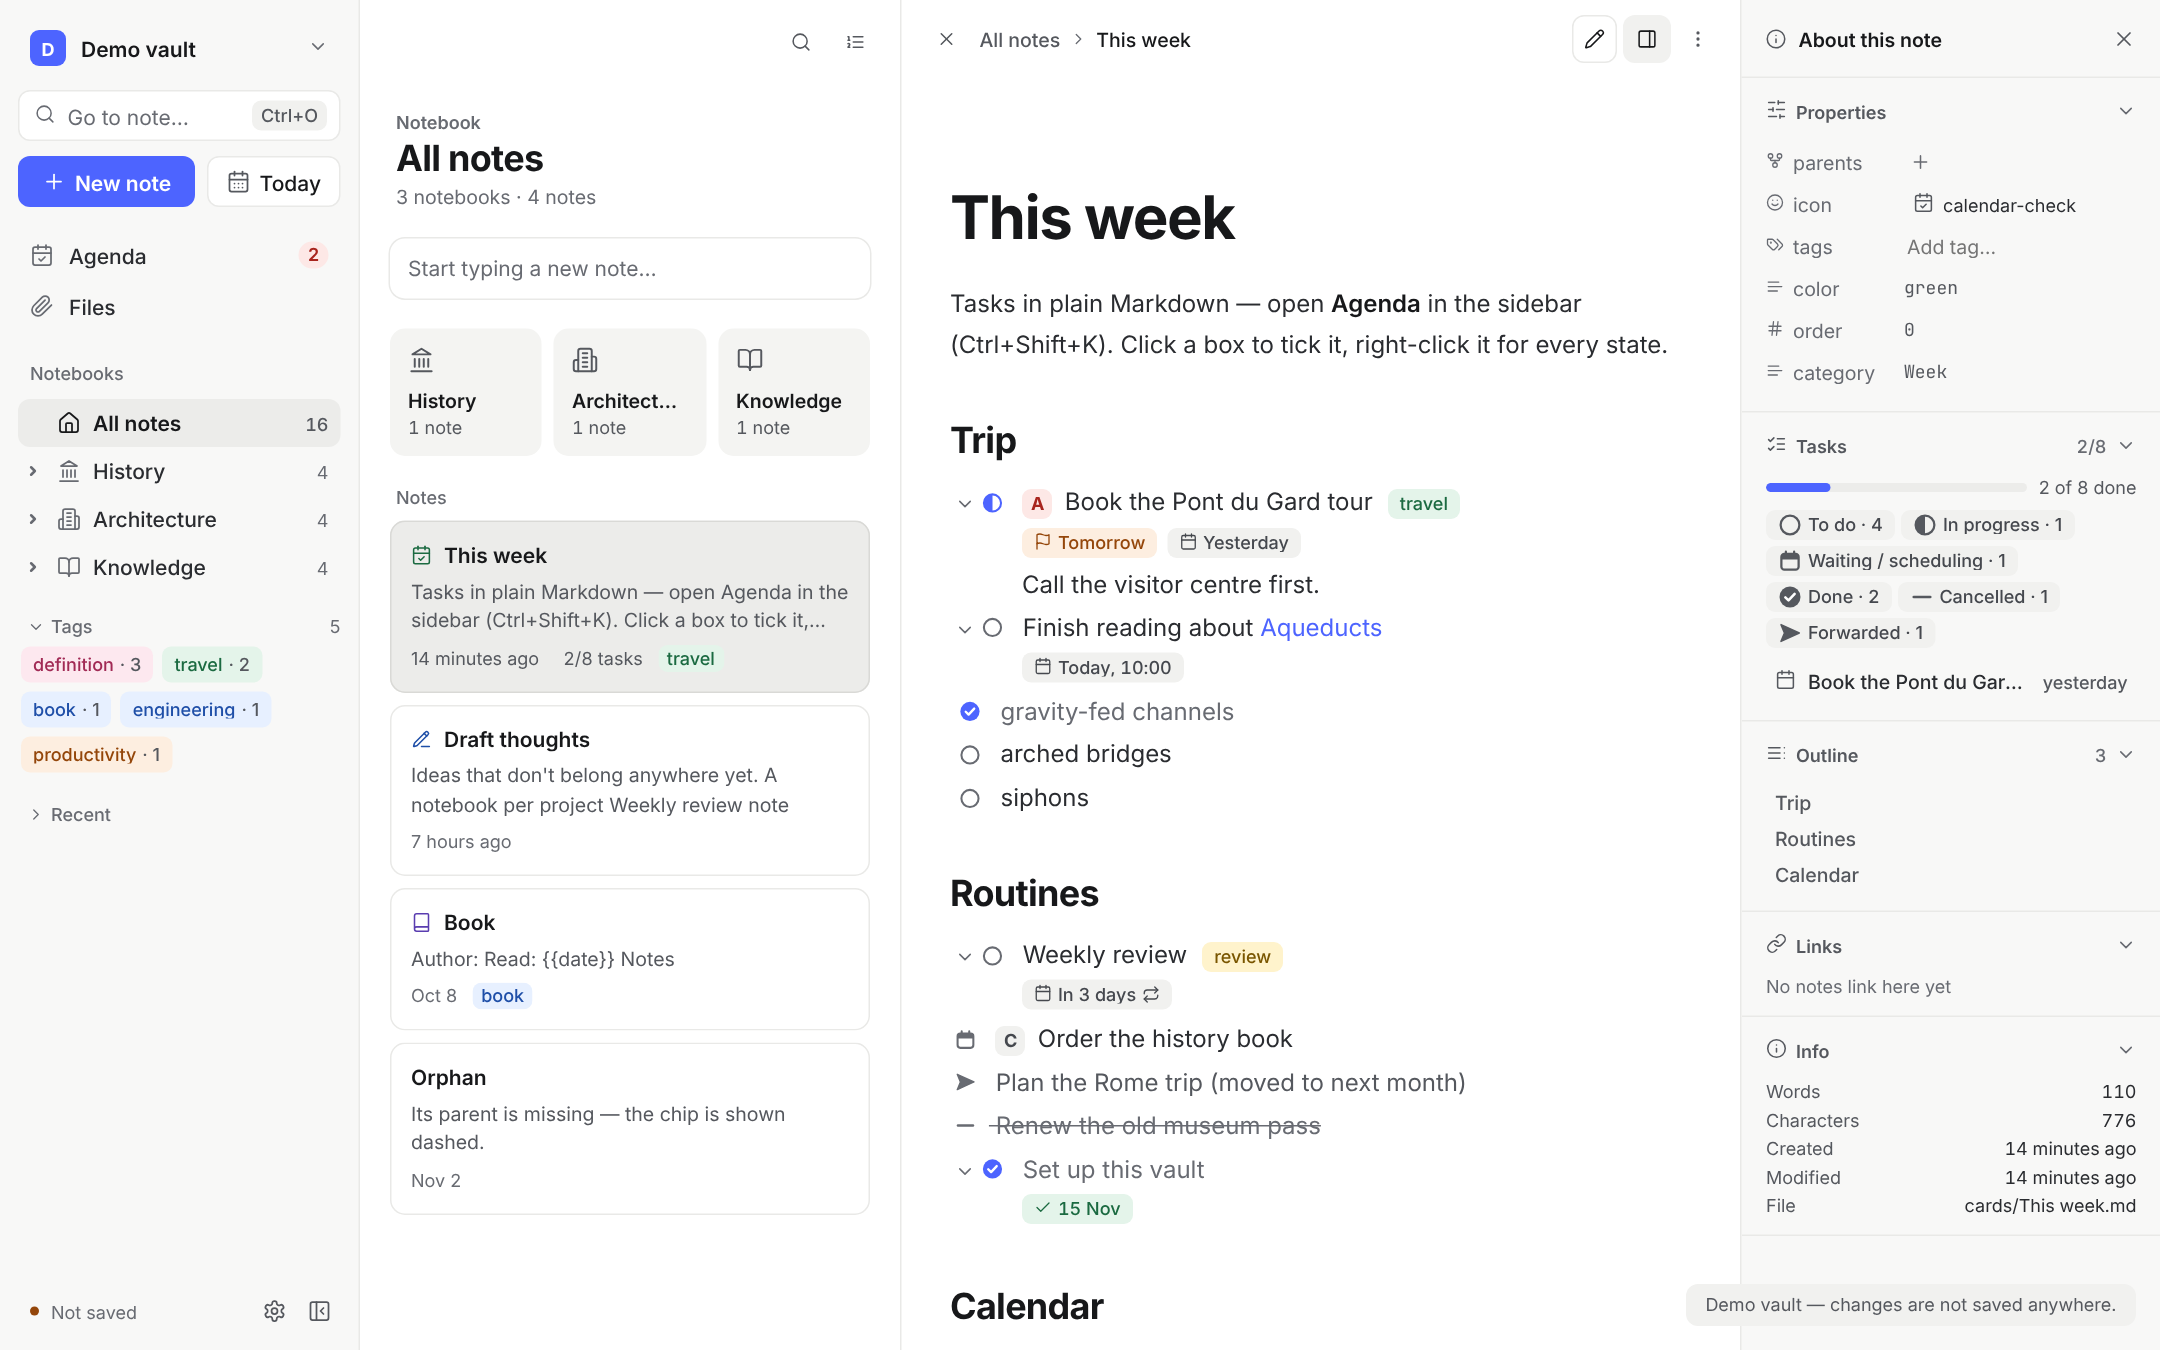 D Demo vault
Go to note... Ctrl+O
New note Today
Agenda 2
Files
Notebooks
All notes 16
History 4
Architecture 4
Knowledge 4
Tags 5
definition · 3 travel · 2
book · 1 engineering · 1
productivity · 1
Recent
Not saved
Notebook
All notes
3 notebooks · 4 notes
Start typing a new note...
History
1 note
Architect...
1 note
Knowledge
1 note
Notes
This week
Tasks in plain Markdown — open Agenda in the
sidebar (Ctrl+Shift+K). Click a box to tick it,...
14 minutes ago 2/8 tasks travel
Draft thoughts
Ideas that don't belong anywhere yet. A
notebook per project Weekly review note
7 hours ago
Book
Author: Read: {{date}} Notes
Oct 8 book
Orphan
Its parent is missing — the chip is shown
dashed.
Nov 2
All notes This week
This week
Tasks in plain Markdown — open Agenda in the sidebar
(Ctrl+Shift+K). Click a box to tick it, right-click it for every state.
Trip
A Book the Pont du Gard tour travel
Tomorrow Yesterday
Call the visitor centre first.
Finish reading about Aqueducts
Today, 10:00
gravity-fed channels
arched bridges
siphons
Routines
Weekly review review
In 3 days
C Order the history book
Plan the Rome trip (moved to next month)
Renew the old museum pass
Set up this vault
15 Nov
Calendar
About this note
Properties
parents
icon calendar-check
tags Add tag...
color green
order 0
category Week
Tasks 2/8
2 of 8 done
To do · 4 In progress · 1
Waiting / scheduling · 1
Done · 2 Cancelled · 1
Forwarded · 1
Book the Pont du Gar... yesterday
Outline 3
Trip
Routines
Calendar
Links
No notes link here yet
Info
Words 110
Characters 776
Created 14 minutes ago
Modified 14 minutes ago
File cards/This week.md
Demo vault — changes are not saved anywhere.